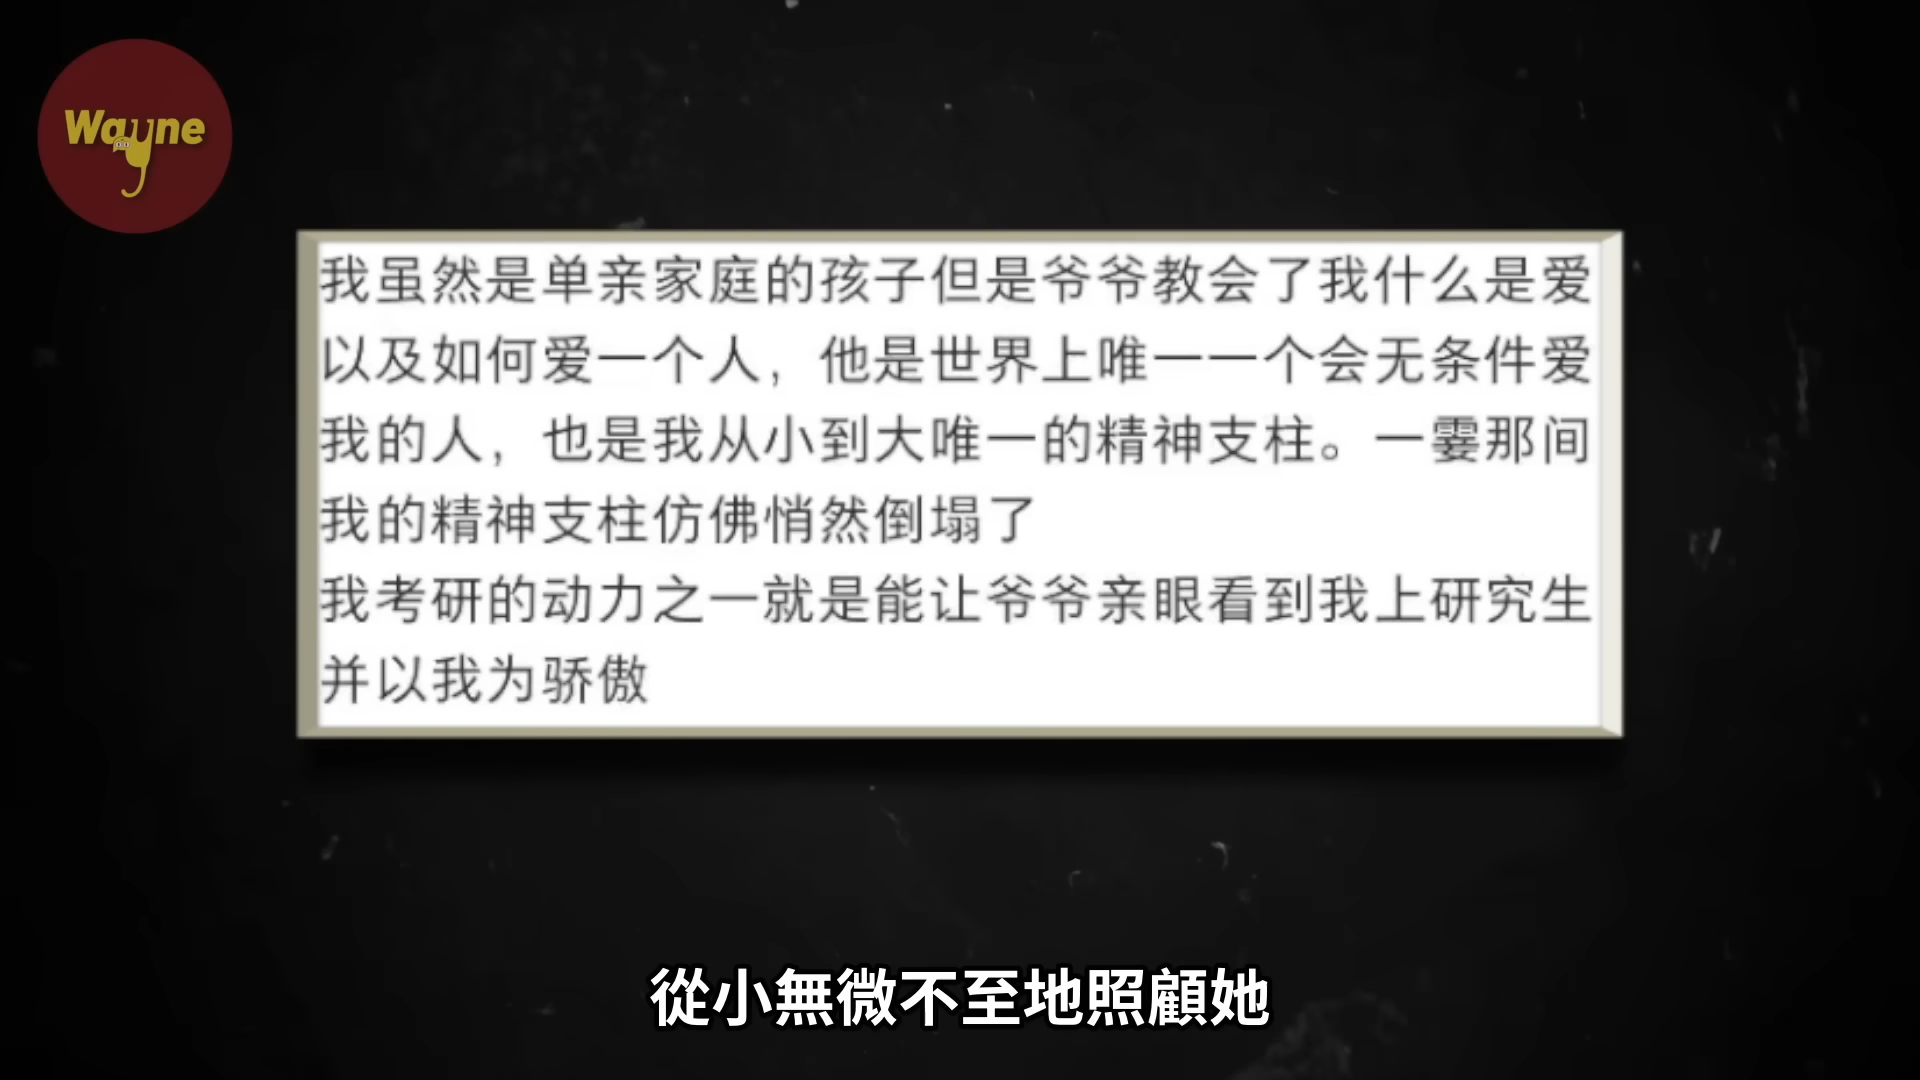 Wayne
我虽然是单亲家庭的孩子但是爷爷教会了我什么是爱
以及如何爱一个人，他是世界上唯一一个会无条件爱
我的人，也是我从小到大唯一的精神支柱。一霎那间
我的精神支柱仿佛悄然倒塌了
我考研的动力之一就是能让爷爷亲眼看到我上研究生
并以我为骄傲
從小無微不至地照顧她